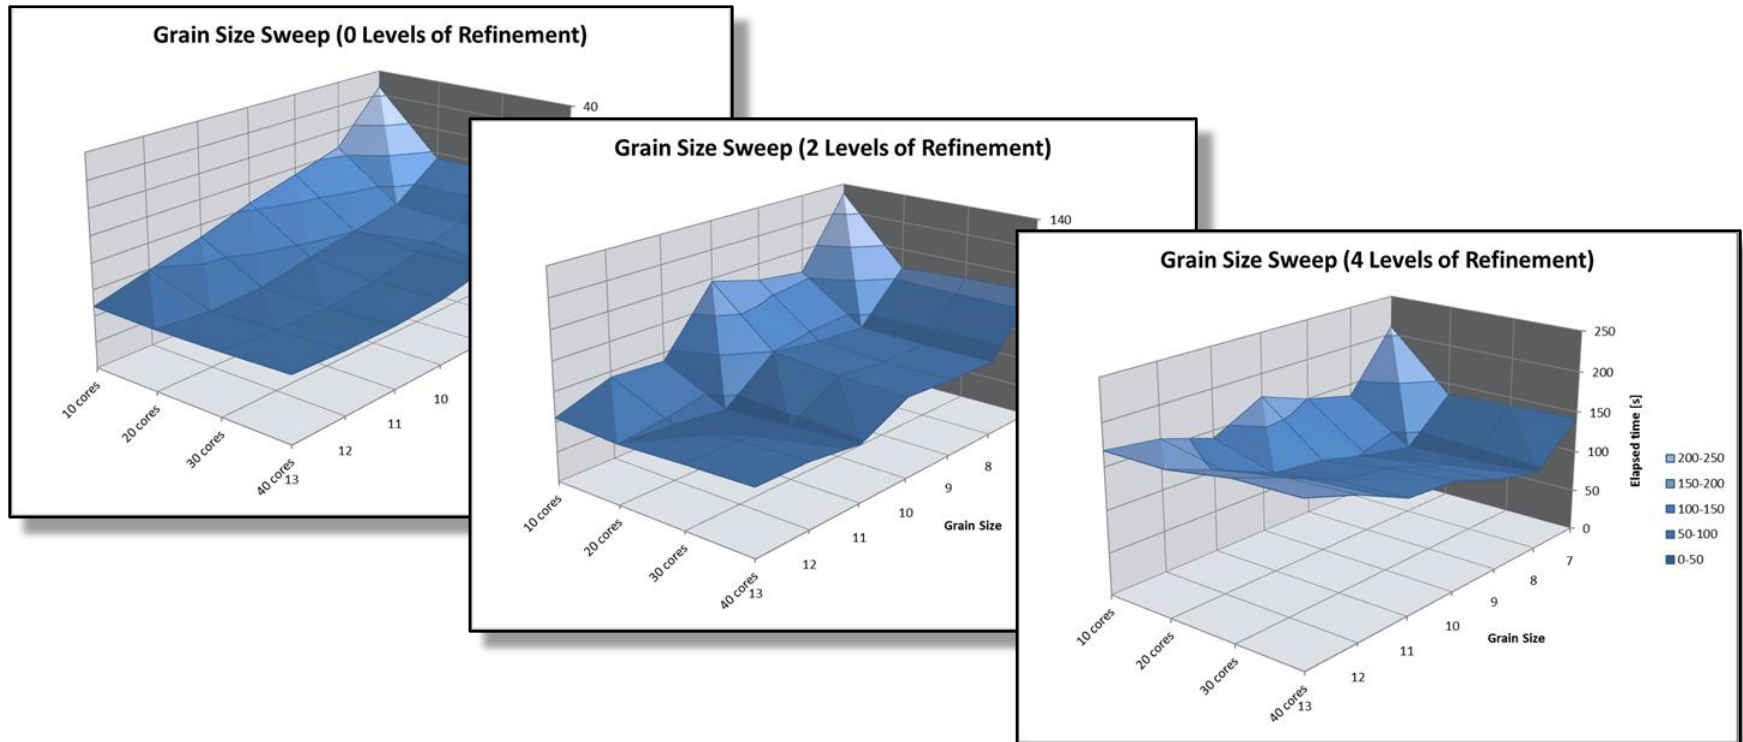 Grain Size Sweep (0 Levels of Refinement)
40
10 cores
20 cores
30 cores
40 cores
13
12
11
10
Grain Size Sweep (2 Levels of Refinement)
140
10 cores
20 cores
30 cores
40 cores
13
12
11
10
9
8
Grain Size
Grain Size Sweep (4 Levels of Refinement)
250
200
150
100
50
0
Elapsed time [s]
200-250
150-200
100-150
50-100
0-50
10 cores
20 cores
30 cores
40 cores
13
12
11
10
9
8
7
Grain Size